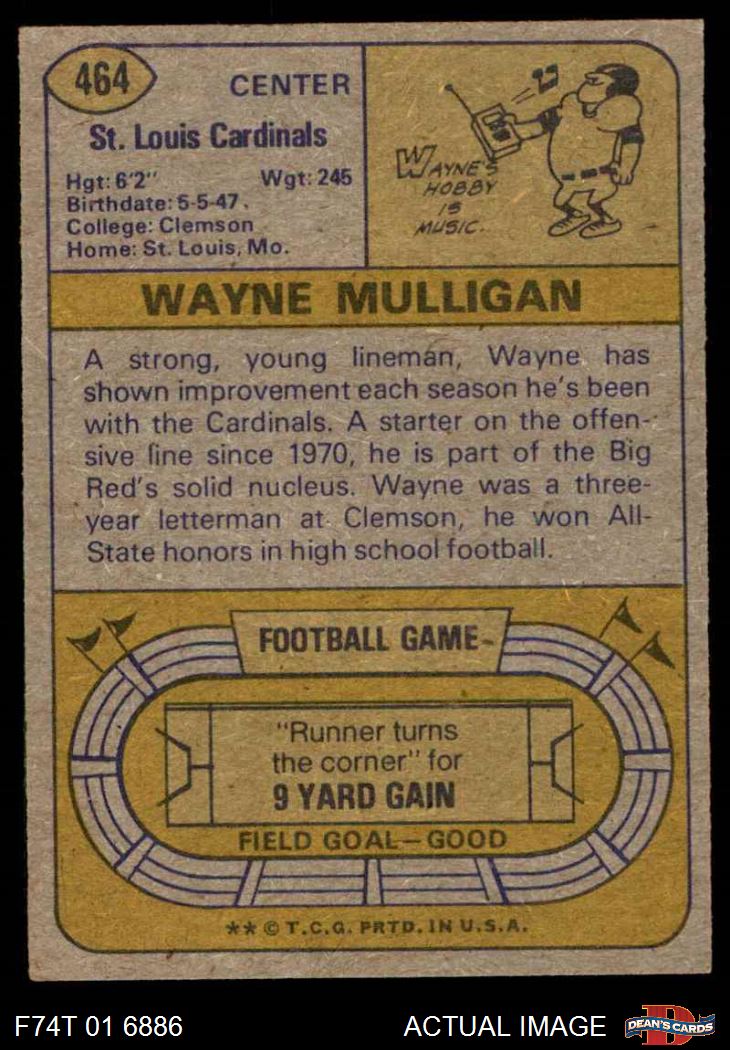 464
CENTER
St. Louis Cardinals
Hgt: 6'2" Wgt: 245
Birthdate: 5-5-47
College: Clemson
Home: St. Louis, Mo.
WAYNE'S
HOBBY
IS
MUSIC.
WAYNE MULLIGAN
A strong, young lineman, Wayne has
shown improvement each season he's been
with the Cardinals. A starter on the offen-
sive line since 1970, he is part of the Big
Red's solid nucleus. Wayne was a three-
year letterman at Clemson, he won All-
State honors in high school football.
FOOTBALL GAME
"Runner turns
the corner" for
9 YARD GAIN
FIELD GOAL—GOOD
** © T.C.G. PRTD. IN U.S.A.
F74T 01 6886
ACTUAL IMAGE
D
DEAN'S CARDS